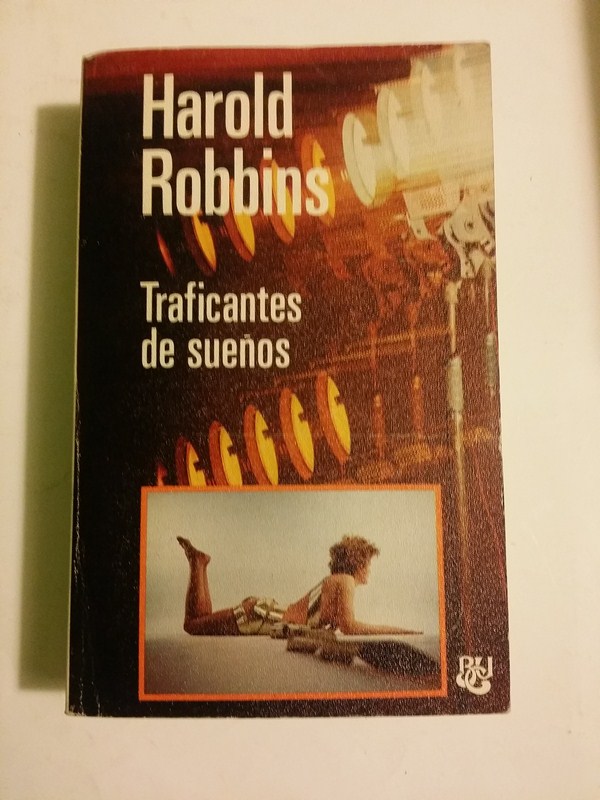 Harold
Robbins
Traficantes
de sueños